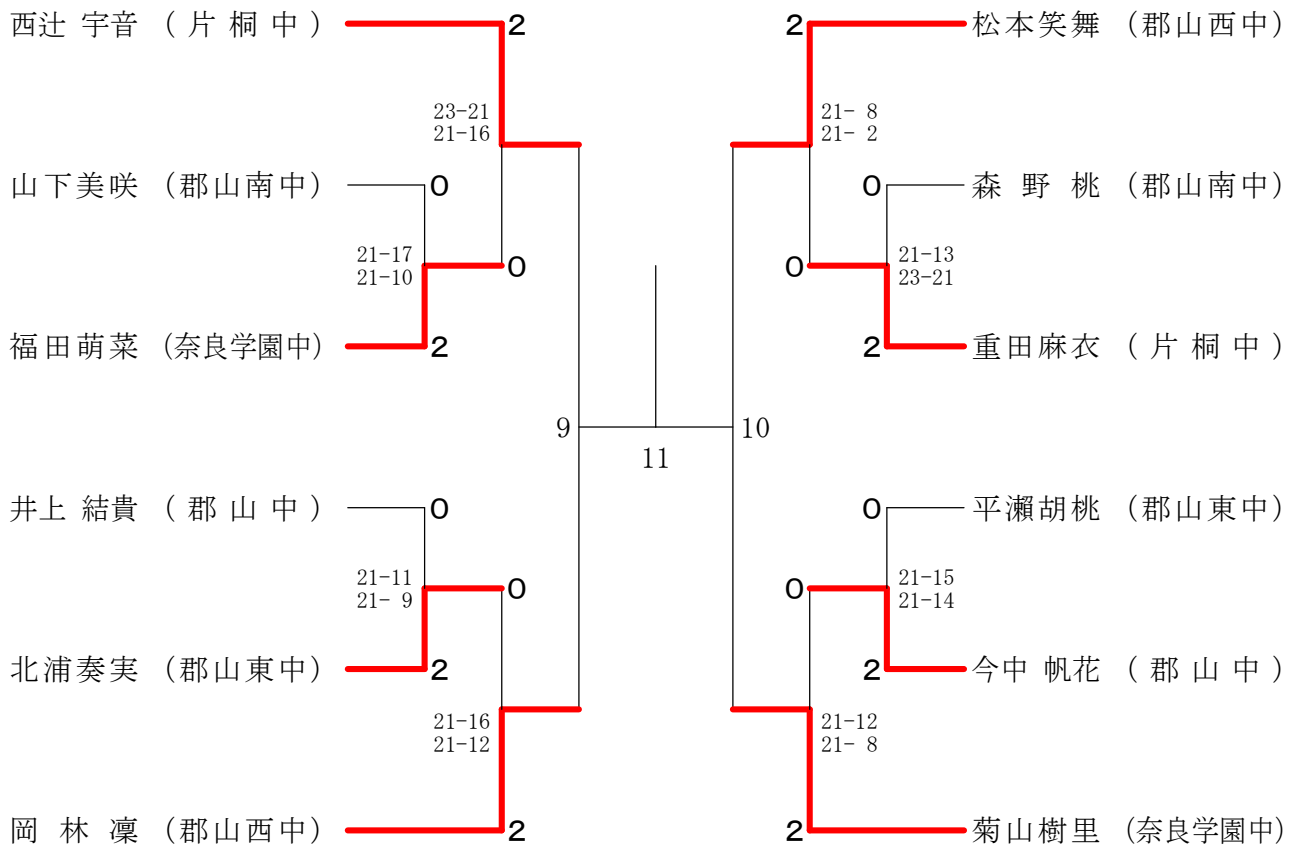 西辻 宇音 （ 片 桐 中 ） 2 2 松本笑舞 （郡山西中）
23-21 21- 8
21-16 21- 2
山下美咲 （郡山南中） 0 0 森 野 桃 （郡山南中）
21-17 21-13
21-10 0 0 23-21
福田萌菜 （奈良学園中） 2 2 重田麻衣 （ 片 桐 中 ）
9 10
11
井上 結貴 （ 郡 山 中 ） 0 0 平瀬胡桃 （郡山東中）
21-11 0 0 21-15
21- 9 21-14
北浦奏実 （郡山東中） 2 2 今中 帆花 （ 郡 山 中 ）
21-16 21-12
21-12 21- 8
岡 林 凜 （郡山西中） 2 2 菊山樹里 （奈良学園中）